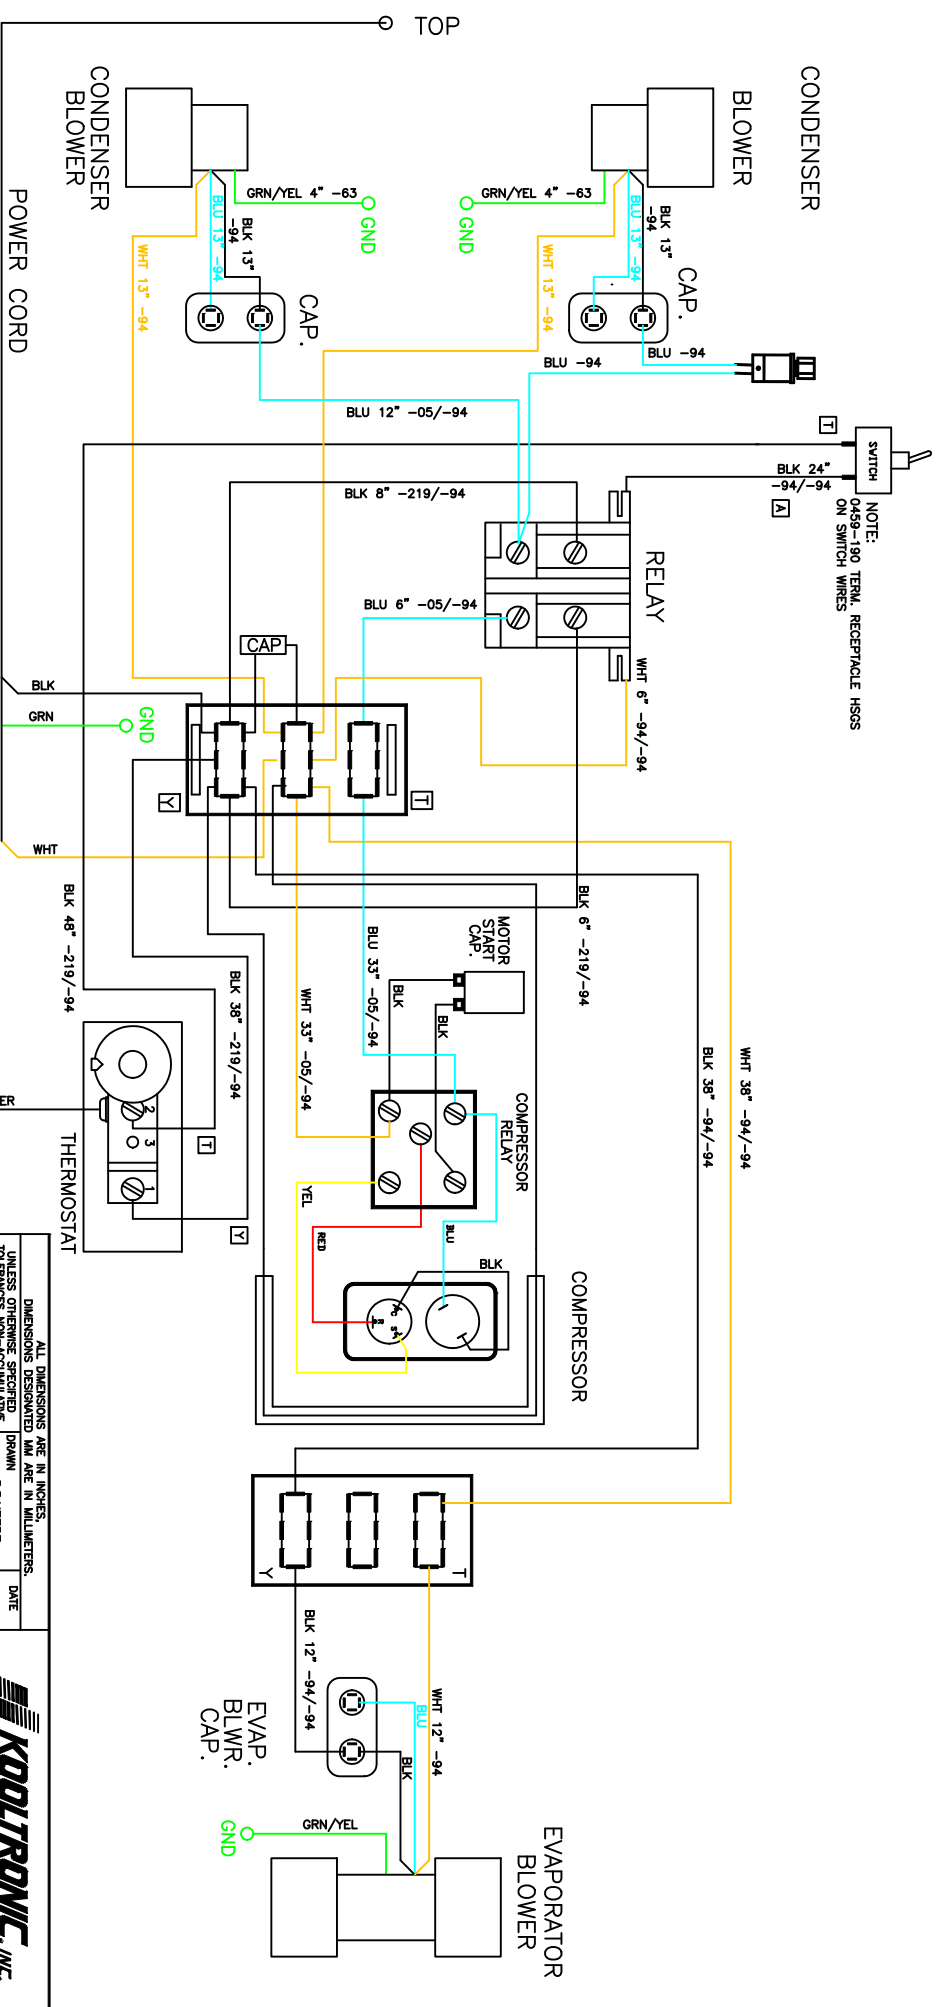 TOP
CONDENSER
BLOWER
CONDENSER
BLOWER
GRN/YEL 4" -63
GRN/YEL 4" -63
GND
GND
POWER CORD
BLU 13" -94
BLK 13"
-94
WHT 13" -94
BLU 13" -94
BLK 13"
-94
WHT 13" -94
CAP.
CAP.
BLU -94
BLU -94
BLU 12" -05/-94
T
SWITCH
BLK 24"
-94/-94
A
NOTE:
0459-190 TERM. RECEPTACLE HSGS
ON SWITCH WIRES
BLK 8" -219/-94
RELAY
BLU 6" -05/-94
CAP
WHT 6" -94/-94
BLK
GRN
GND
Y
T
WHT
BLK 48" -219/-94
BLK 38" -219/-94
WHT 33" -05/-94
BLU 33" -05/-94
BLK 6" -219/-94
MOTOR
START
CAP.
BLK
BLK
BLK 38" -94/-94
WHT 38" -94/-94
COMPRESSOR
RELAY
ER
2
3
1
T
Y
THERMOSTAT
YEL
RED
BLU
BLK
C
S
R
COMPRESSOR
ALL DIMENSIONS ARE IN INCHES,
DIMENSIONS DESIGNATED MM ARE IN MILLIMETERS.
UNLESS OTHERWISE SPECIFIED
TOLERANCES NON-ACCUMULATIVE
DRAWN
DATE
Y
T
BLK 12" -94/-94
WHT 12" -94
BLU
BLK
EVAP.
BLWR.
CAP.
GRN/YEL
GND
EVAPORATOR
BLOWER
KOOLTRONIC, INC.